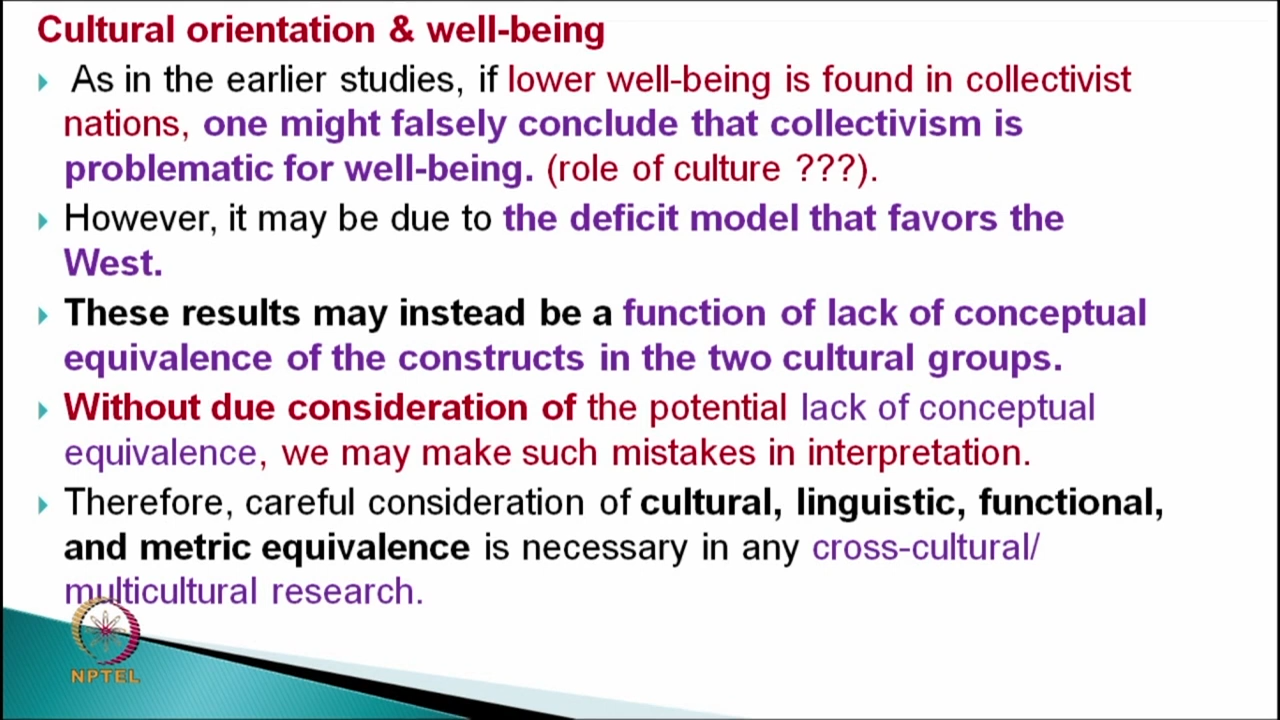 Cultural orientation & well-being
As in the earlier studies, if lower well-being is found in collectivist
nations, one might falsely conclude that collectivism is
problematic for well-being. (role of culture ???).
However, it may be due to the deficit model that favors the
West.
These results may instead be a function of lack of conceptual
equivalence of the constructs in the two cultural groups.
Without due consideration of the potential lack of conceptual
equivalence, we may make such mistakes in interpretation.
Therefore, careful consideration of cultural, linguistic, functional,
and metric equivalence is necessary in any cross-cultural/
multicultural research.
NPTEL